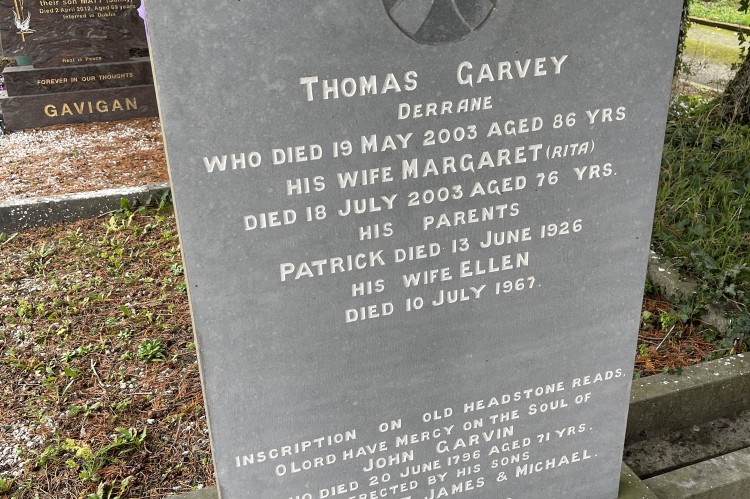 their SON MATT (
Died 2 April 2012, Aged 69 years
Interred in Dublin
Rest in Peace
FOREVER IN OUR THOUGHTS
GAVIGAN
THOMAS GARVEY
DERRANE
WHO DIED 19 MAY 2003 AGED 86 YRS
HIS WIFE MARGARET (RITA)
DIED 18 JULY 2003 AGED 76 YRS.
HIS PARENTS
PATRICK DIED 13 JUNE 1926
HIS WIFE ELLEN
DIED 10 JULY 1967.
INSCRIPTION ON OLD HEADSTONE READS.
O LORD HAVE MERCY ON THE SOUL OF
JOHN GARVIN
WHO DIED 20 JUNE 1796 AGED 71 YRS.
ERECTED BY HIS SONS
JAMES & MICHAEL.